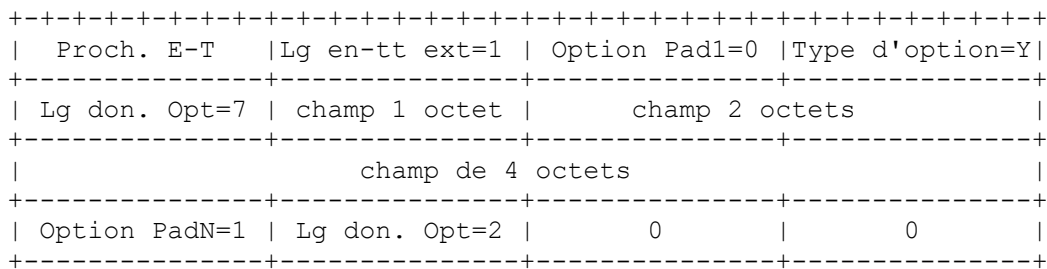 +-+-+-+-+-+-+-+-+-+-+-+-+-+-+-+-+-+-+-+-+-+-+-+-+-+-+-+-+-+-+-+-+
|  Proch. E-T   |Lg en-tt ext=1 | Option Pad1=0 |Type d'option=Y|
+---------------+---------------+---------------+---------------+
| Lg don. Opt=7 | champ 1 octet |      champ 2 octets           |
+---------------+---------------+---------------+---------------+
|                     champ de 4 octets                         |
+---------------+---------------+---------------+---------------+
| Option PadN=1 | Lg don. Opt=2 |       0       |       0       |
+---------------+---------------+---------------+---------------+